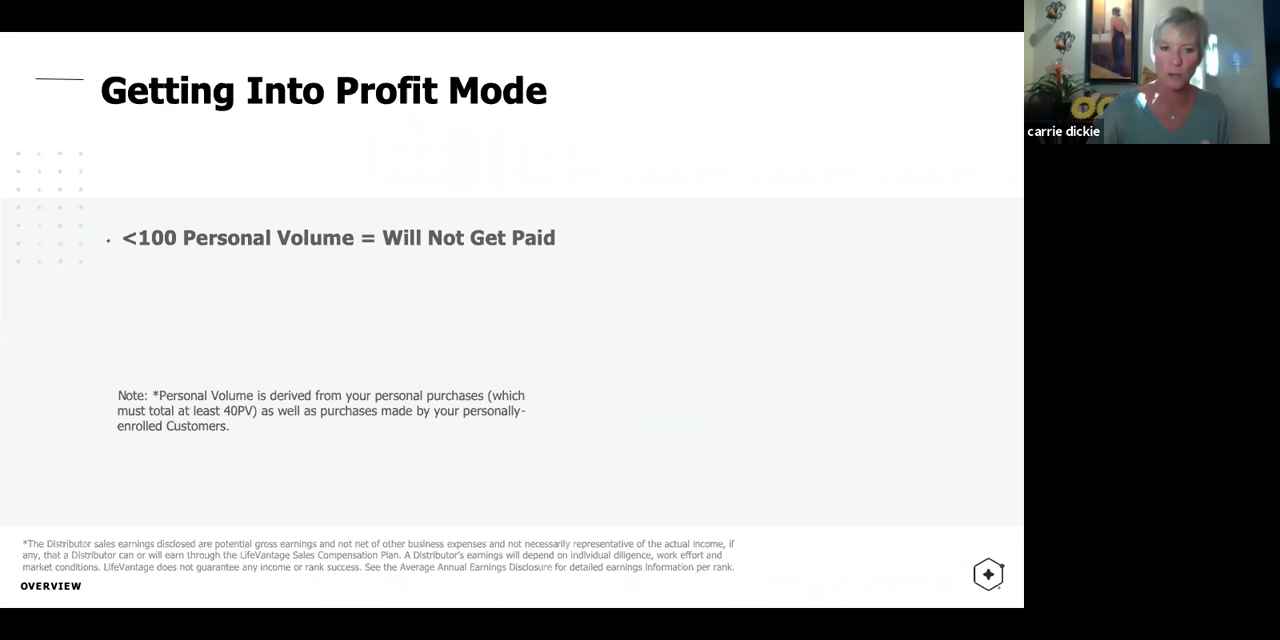 Getting Into Profit Mode
carrie dickie
<100 Personal Volume = Will Not Get Paid
Note: *Personal Volume is derived from your personal purchases (which
must total at least 40PV) as well as purchases made by your personally-
enrolled Customers.
*The Distributor sales earnings disclosed are potential gross earnings and not net of other business expenses and not necessarily representative of the actual income, if
any, that a Distributor can or will earn through the LifeVantage Sales Compensation Plan. A Distributor's earnings will depend on individual diligence, work effort and
market conditions. LifeVantage does not guarantee any income or rank success. See the Average Annual Earnings Disclosure for detailed earnings information per rank.
OVERVIEW